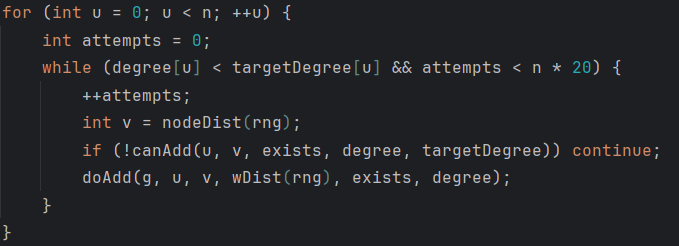 for (int u = 0; u < n; ++u) {
    int attempts = 0;
    while (degree[u] < targetDegree[u] && attempts < n * 20) {
        ++attempts;
        int v = nodeDist(rng);
        if (!canAdd(u, v, exists, degree, targetDegree)) continue;
        doAdd(g, u, v, wDist(rng), exists, degree);
    }
}